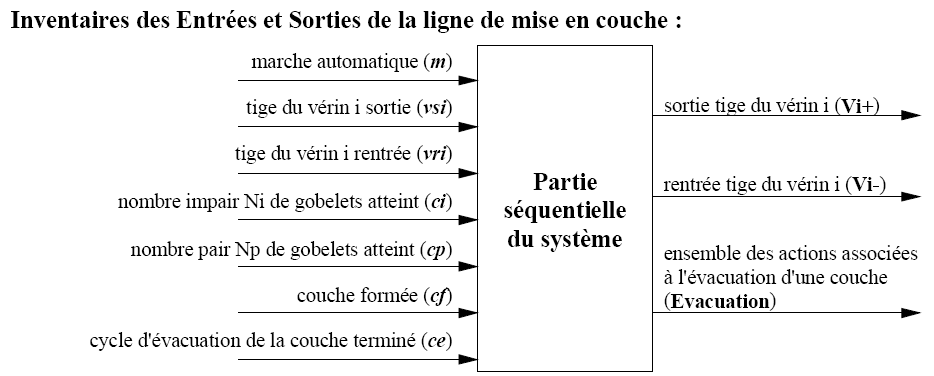 Inventaires des Entrées et Sorties de la ligne de mise en couche :
marche automatique (m)
tige du vérin i sortie (vsi)
tige du vérin i rentrée (vri)
nombre impair Ni de gobelets atteint (ci)
nombre pair Np de gobelets atteint (cp)
couche formée (cf)
cycle d'évacuation de la couche terminé (ce)
Partie
séquentielle
du système
sortie tige du vérin i (Vi+)
rentrée tige du vérin i (Vi-)
ensemble des actions associées
à l'évacuation d'une couche
(Evacuation)